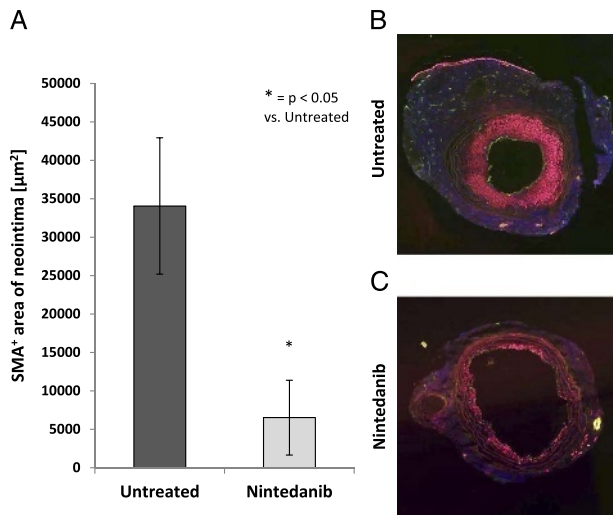 A
50000
45000
40000
35000
30000
25000
20000
15000
10000
5000
0
SMA⁺ area of neointima [µm²]
* = p < 0.05
vs. Untreated
*
Untreated
Nintedanib
B
Untreated
C
Nintedanib